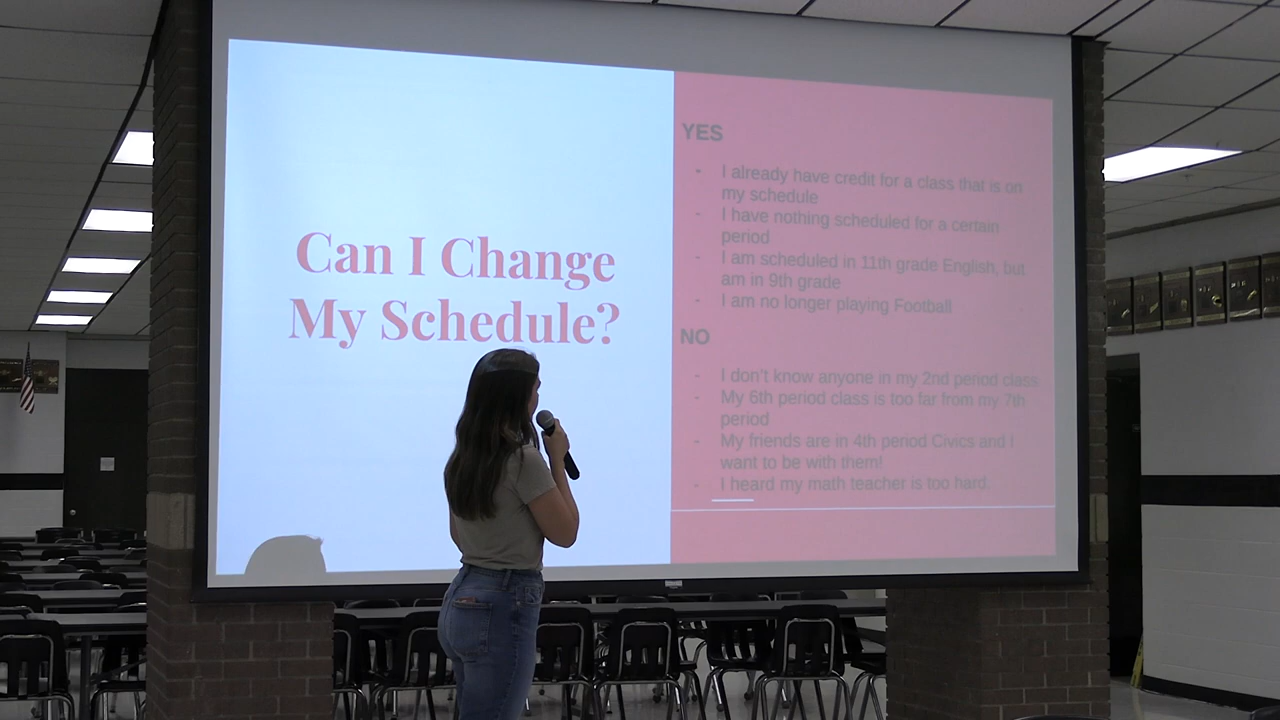 Can I Change
My Schedule?
YES
- I already have credit for a class that is on
my schedule
- I have nothing scheduled for a certain
period
- I am scheduled in 11th grade English, but
am in 9th grade
- I am no longer playing Football
NO
- I don't know anyone in my 2nd period class
- My 6th period class is too far from my 7th
period
- My friends are in 4th period Civics and I
want to be with them!
- I heard my math teacher is too hard.